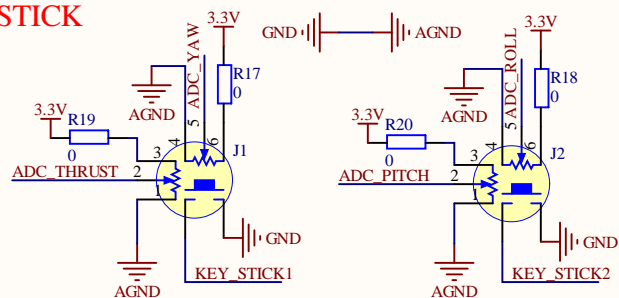 STICK
3.3V
GND
AGND
3.3V
ADC_YAW
R17
0
ADC_ROLL
R18
0
AGND
AGND
3.3V
R19
0
3.3V
R20
0
3
4
5
6
J1
3
4
5
6
J2
ADC_THRUST
2
1
ADC_PITCH
2
1
GND
GND
KEY_STICK1
KEY_STICK2
AGND
AGND